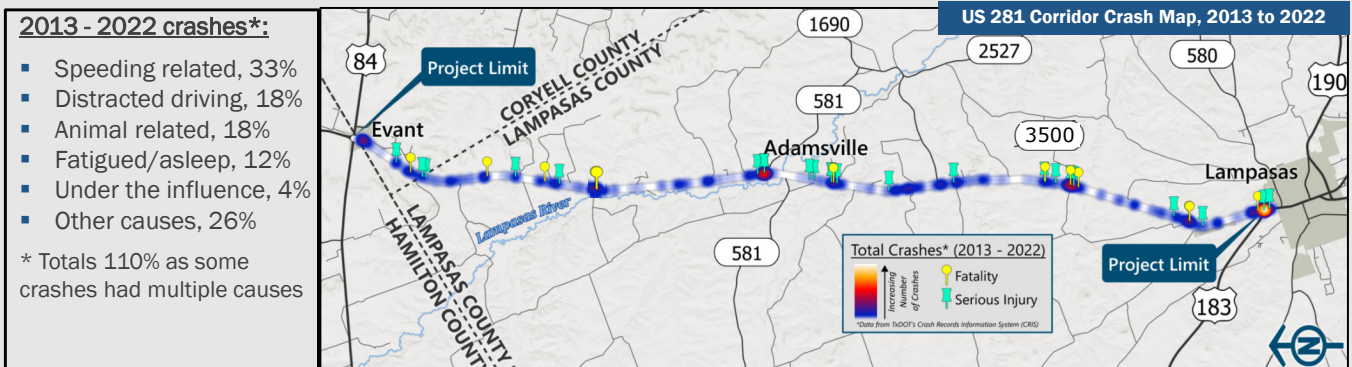 2013 - 2022 crashes*:
▪ Speeding related, 33%
▪ Distracted driving, 18%
▪ Animal related, 18%
▪ Fatigued/asleep, 12%
▪ Under the influence, 4%
▪ Other causes, 26%
* Totals 110% as some
crashes had multiple causes
US 281 Corridor Crash Map, 2013 to 2022
84
Project Limit
Evant
CORYELL COUNTY
LAMPASAS COUNTY
1690
2527
580
190
581
Adamsville
3500
Lampasas
Lampasas River
LAMPASAS COUNTY
HAMILTON COUNTY
581
Total Crashes* (2013 - 2022)
Increasing
Number
of Crashes
Fatality
Serious Injury
*Data from TxDOT's Crash Records Information System (CRIS)
Project Limit
183
N